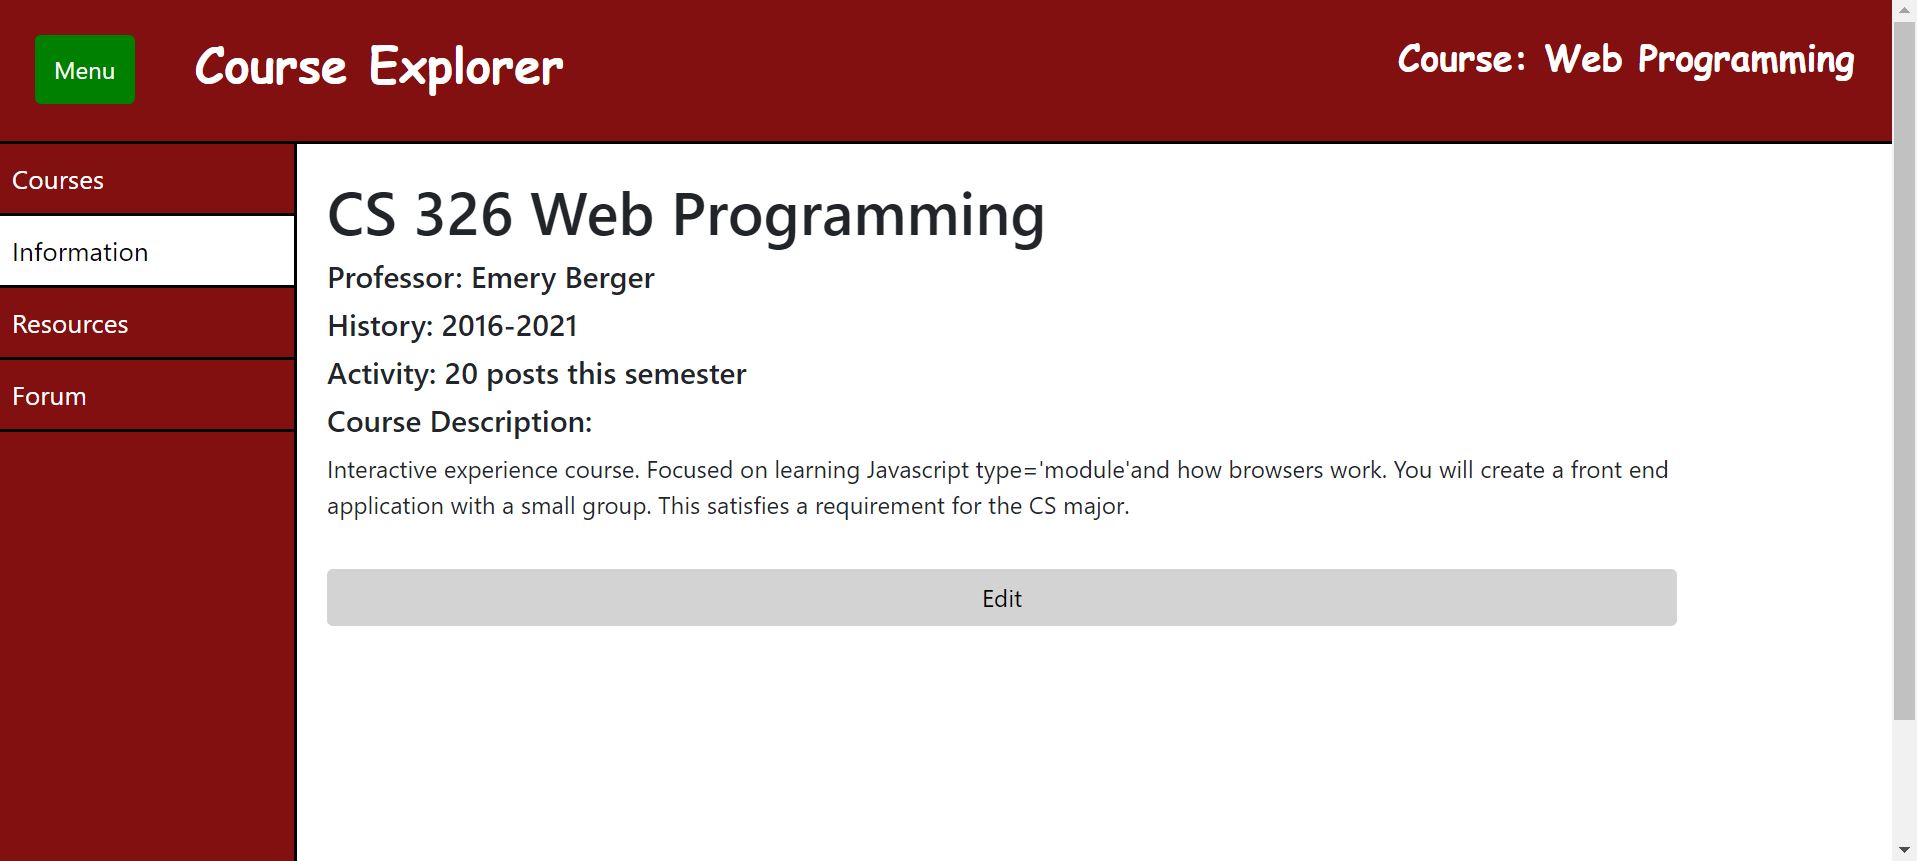 Menu
Course Explorer
Course: Web Programming
Courses
Information
Resources
Forum
CS 326 Web Programming
Professor: Emery Berger
History: 2016-2021
Activity: 20 posts this semester
Course Description:
Interactive experience course. Focused on learning Javascript type='module'and how browsers work. You will create a front end
application with a small group. This satisfies a requirement for the CS major.
Edit